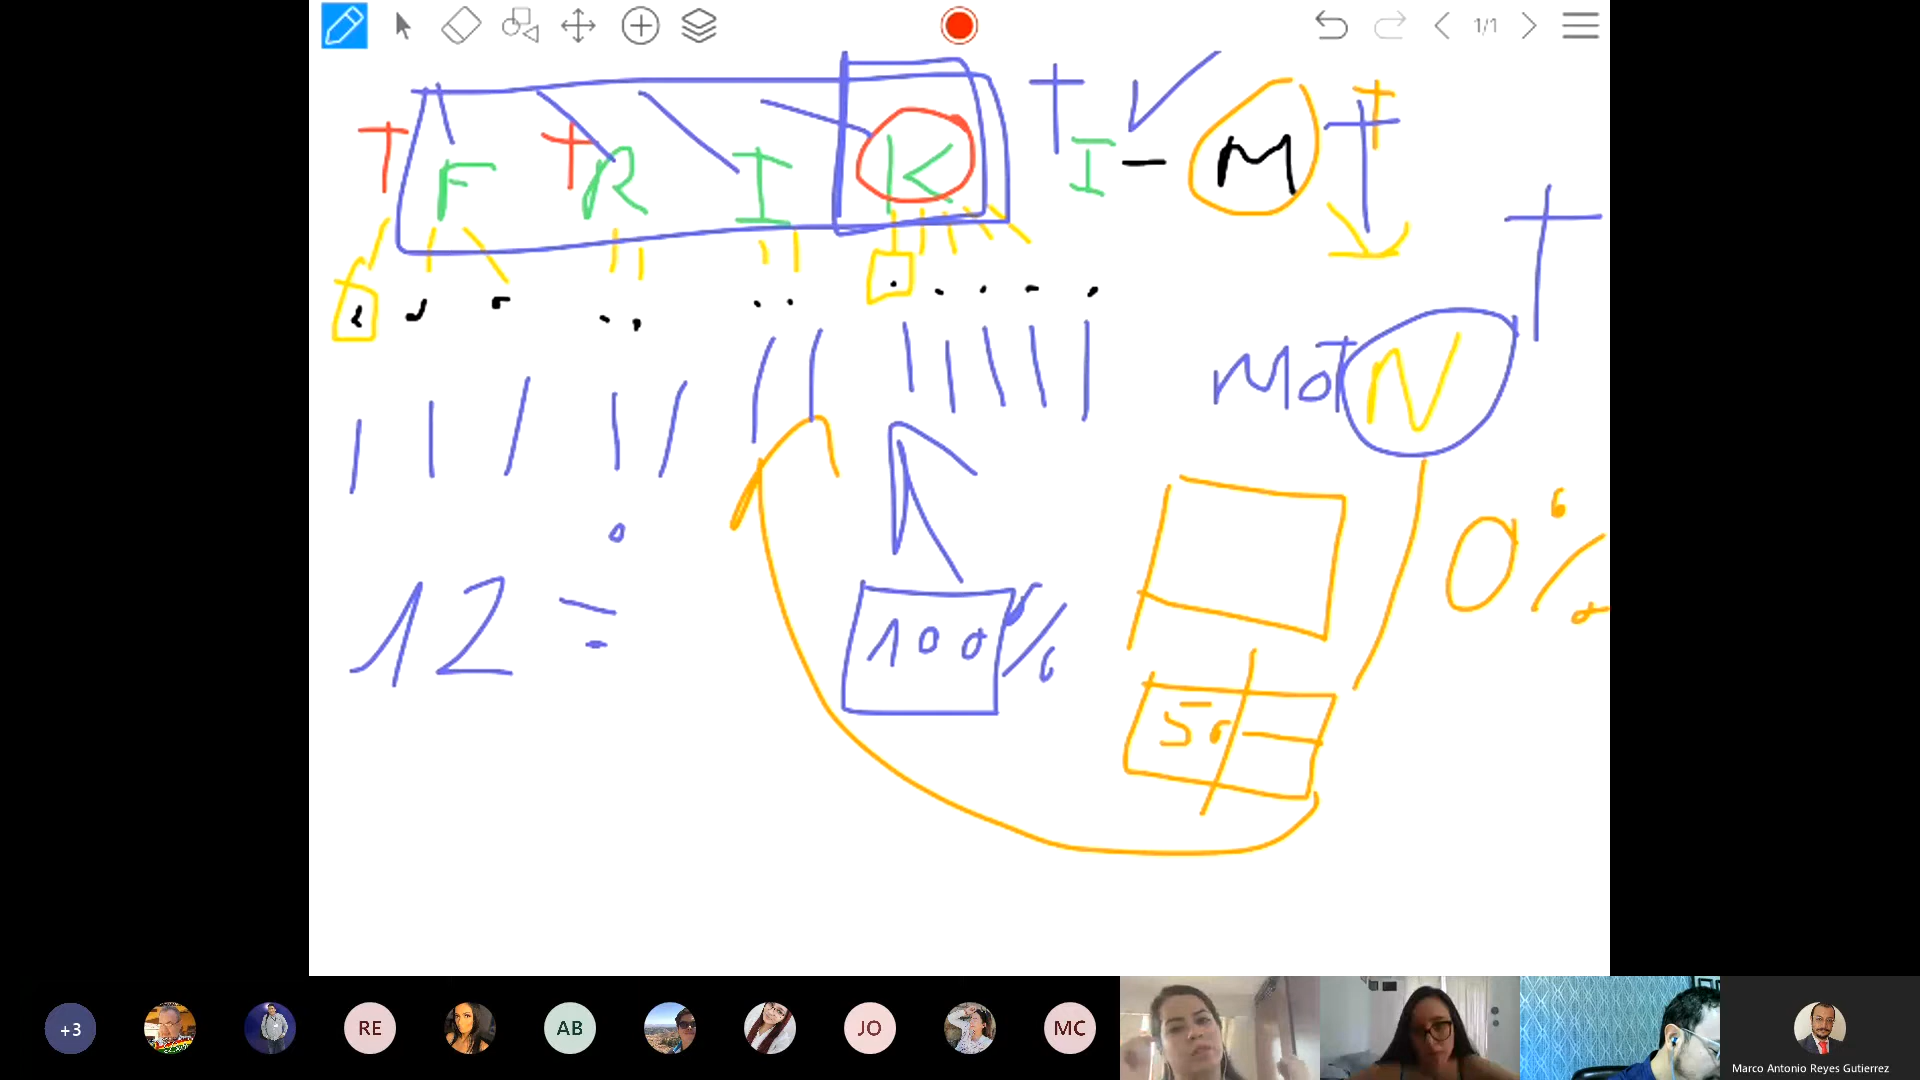 1/1
F R I K I - M
MOT N
0%
12 =
100%
50
+3
RE
AB
JO
MC
Marco Antonio Reyes Gutierrez